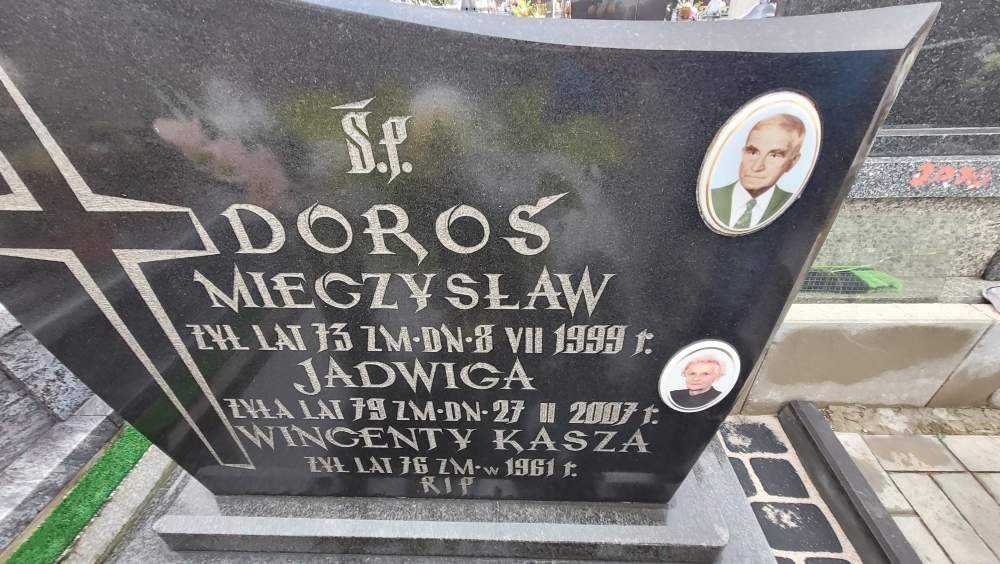 Ś.P.
DOROŚ
MIECZYSŁAW
ŻYŁ LAT 73 ZM·DN·8 VII 1999 r.
JADWIGA
ŻYŁA LAT 79 ZM·DN·27 II 2007 r.
WINCENTY KASZA
ŻYŁ LAT 76 ZM·w 1961 r.
RIP